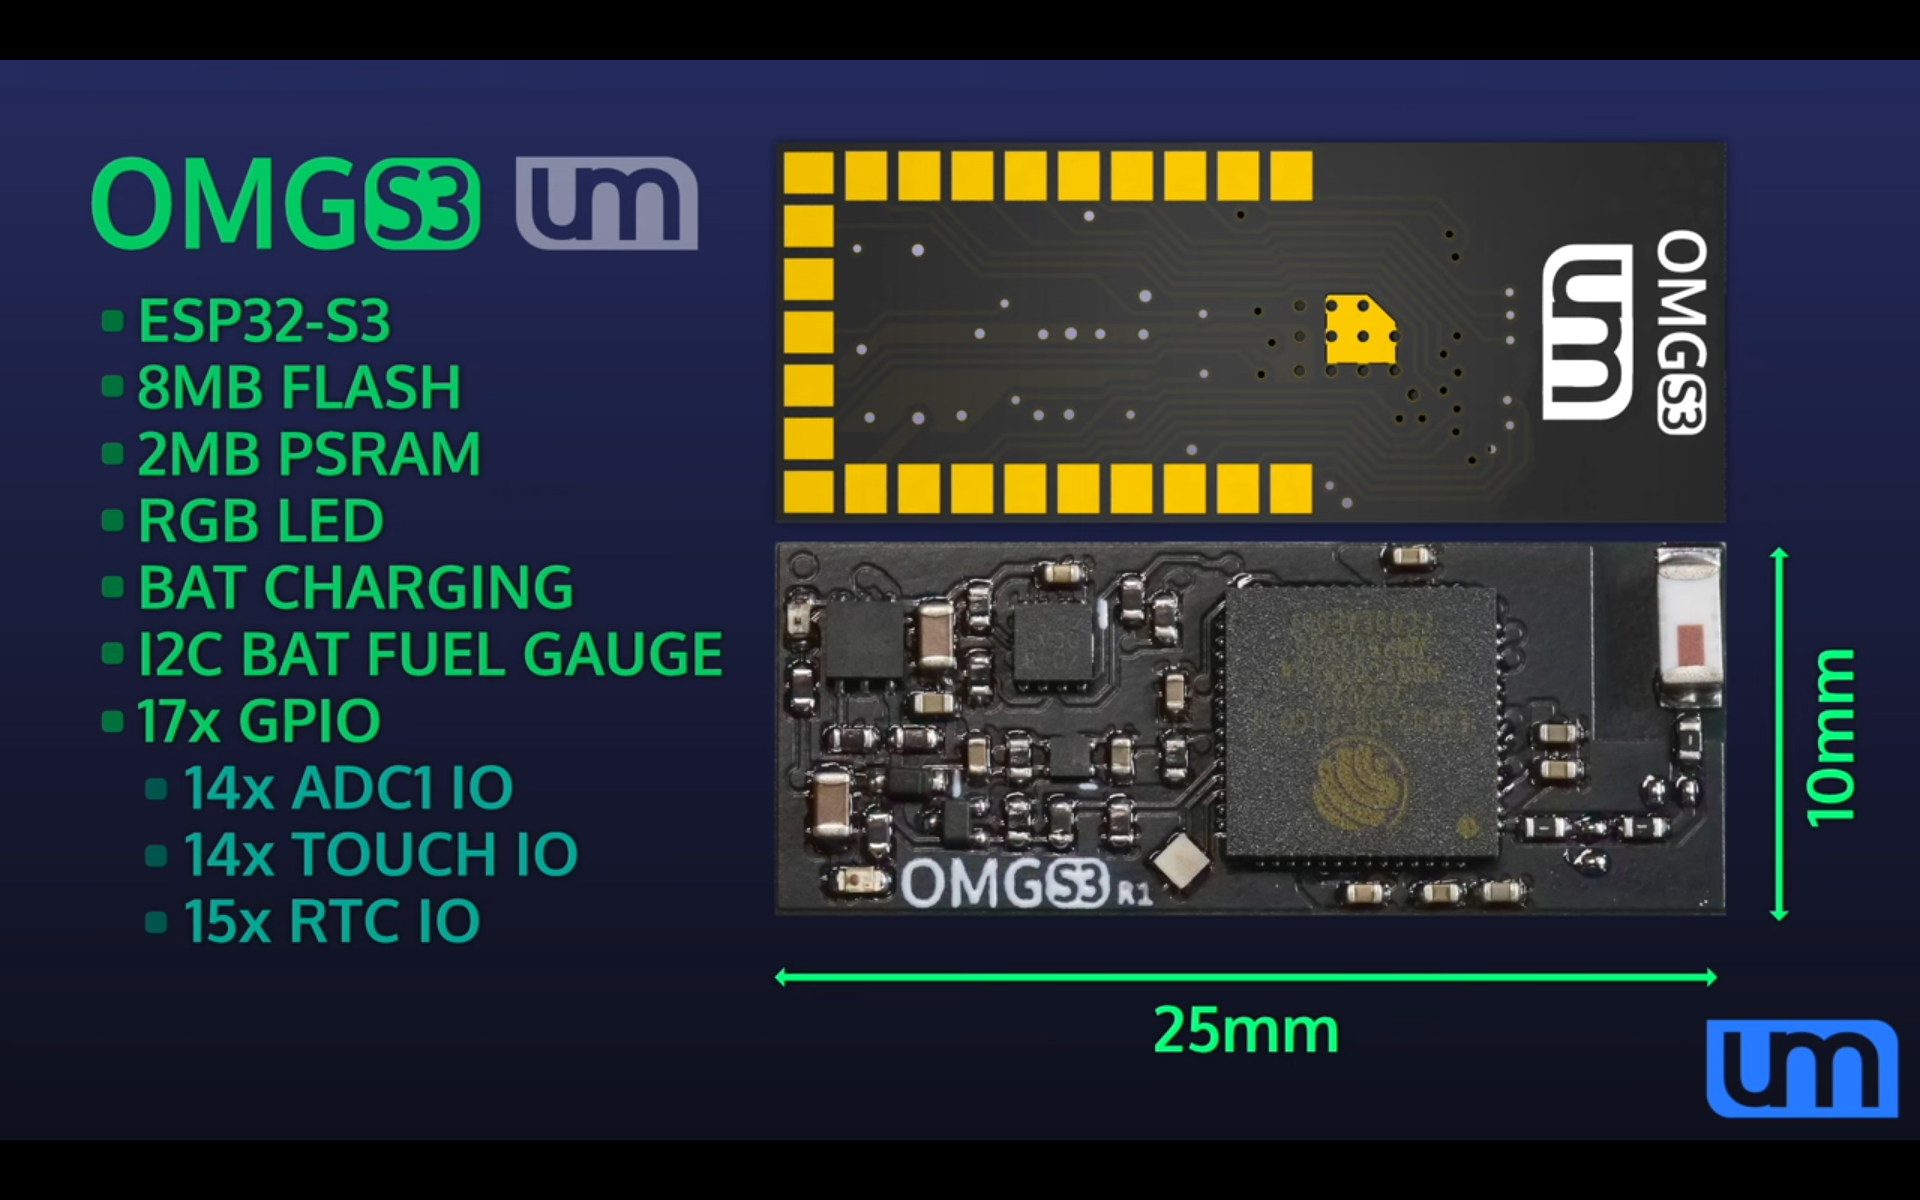 OMGS3 um
ESP32-S3
8MB FLASH
2MB PSRAM
RGB LED
BAT CHARGING
I2C BAT FUEL GAUGE
17x GPIO
14x ADC1 IO
14x TOUCH IO
15x RTC IO
um
OMGS3
OMGS3 R1
10mm
25mm
um